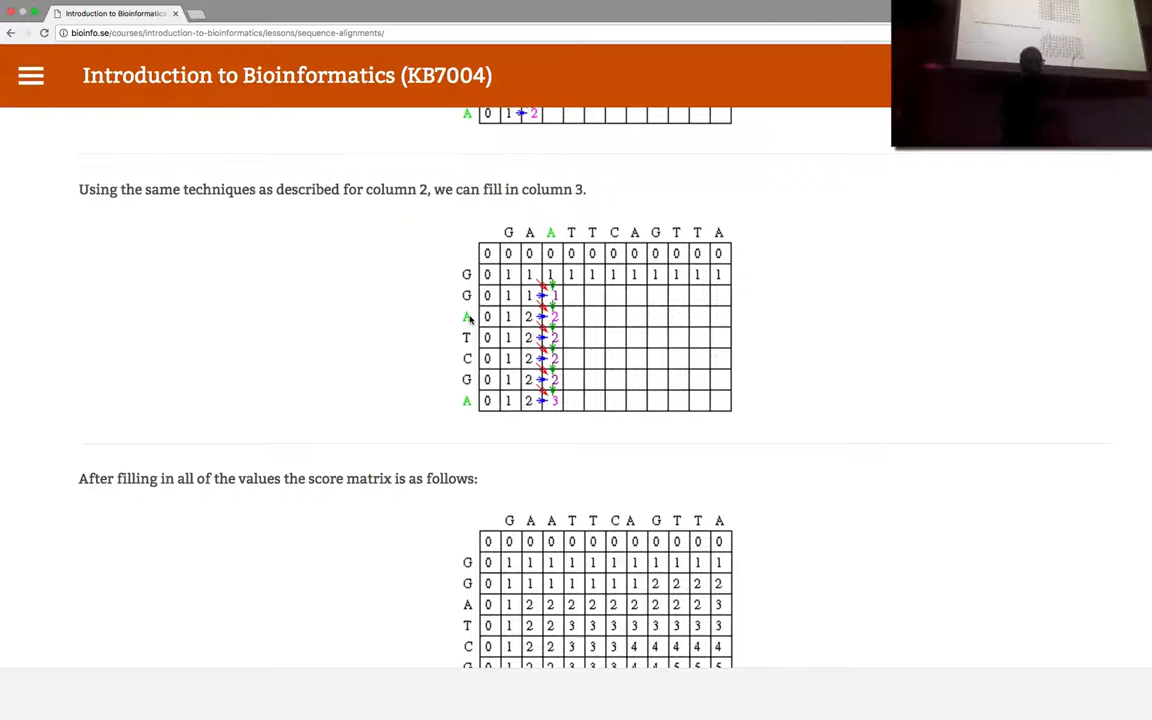 Introduction to Bioinformatics
bioinfo.se/courses/introduction-to-bioinformatics/lessons/sequence-alignments/
Introduction to Bioinformatics (KB7004)
A 0 1 2
Using the same techniques as described for column 2, we can fill in column 3.
G A A T T C A G T T A
0 0 0 0 0 0 0 0 0 0 0 0
G 0 1 1 1 1 1 1 1 1 1 1 1
G 0 1 1 1
A 0 1 2 2
T 0 1 2 2
C 0 1 2 2
G 0 1 2 2
A 0 1 2 3
After filling in all of the values the score matrix is as follows:
G A A T T C A G T T A
0 0 0 0 0 0 0 0 0 0 0 0
G 0 1 1 1 1 1 1 1 1 1 1 1
G 0 1 1 1 1 1 1 1 2 2 2 2
A 0 1 2 2 2 2 2 2 2 2 2 3
T 0 1 2 2 3 3 3 3 3 3 3 3
C 0 1 2 2 3 3 3 4 4 4 4 4